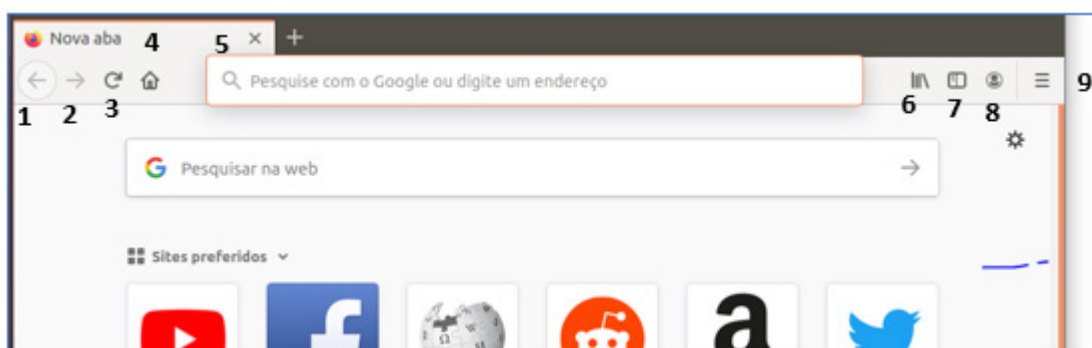 Nova aba 4 5
Pesquise com o Google ou digite um endereço
9
1 2 3 6 7 8
Pesquisar na web
Sites preferidos